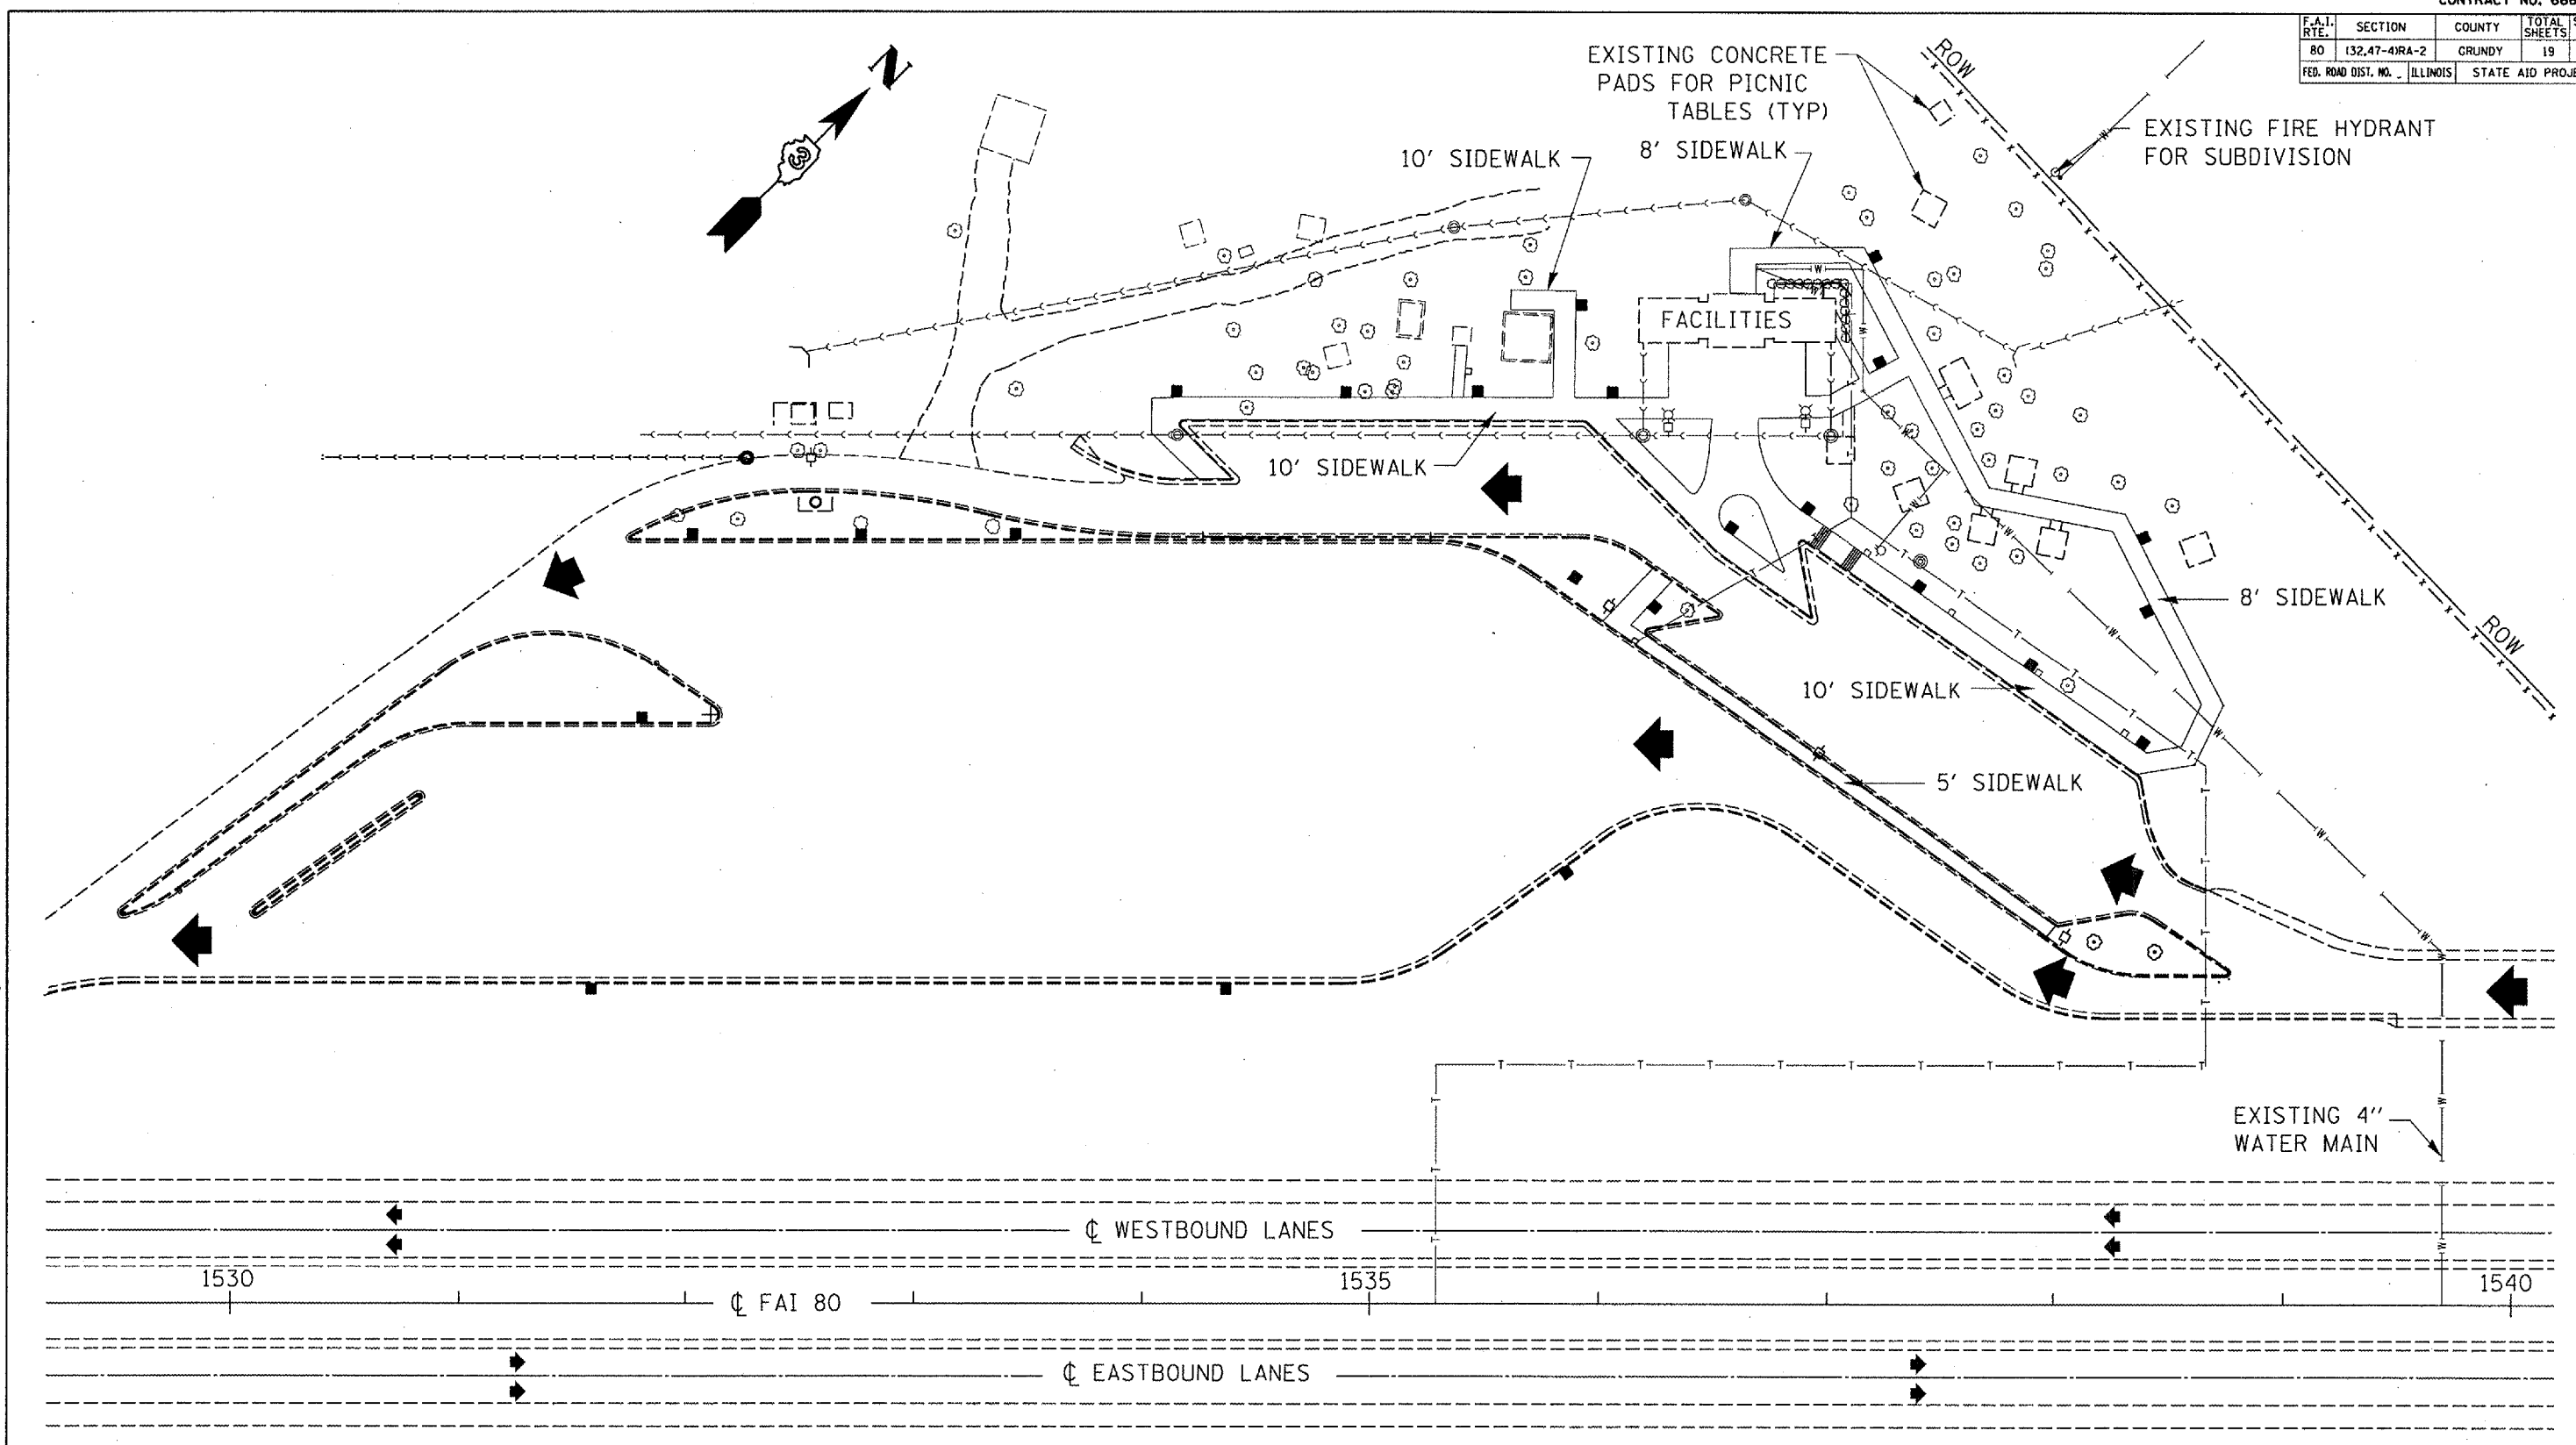 CONTRACT NO.
F.A.I. RTE. SECTION COUNTY TOTAL SHEETS
80 (32,47-4)RA-2 GRUNDY 19
FED. ROAD DIST. NO. _ ILLINOIS STATE AID
N
3
EXISTING CONCRETE
PADS FOR PICNIC
TABLES (TYP)
ROW
EXISTING FIRE HYDRANT
FOR SUBDIVISION
10' SIDEWALK
8' SIDEWALK
FACILITIES
10' SIDEWALK
8' SIDEWALK
ROW
10' SIDEWALK
5' SIDEWALK
EXISTING 4"
WATER MAIN
℄ WESTBOUND LANES
1530
1535
1540
℄ FAI 80
℄ EASTBOUND LANES